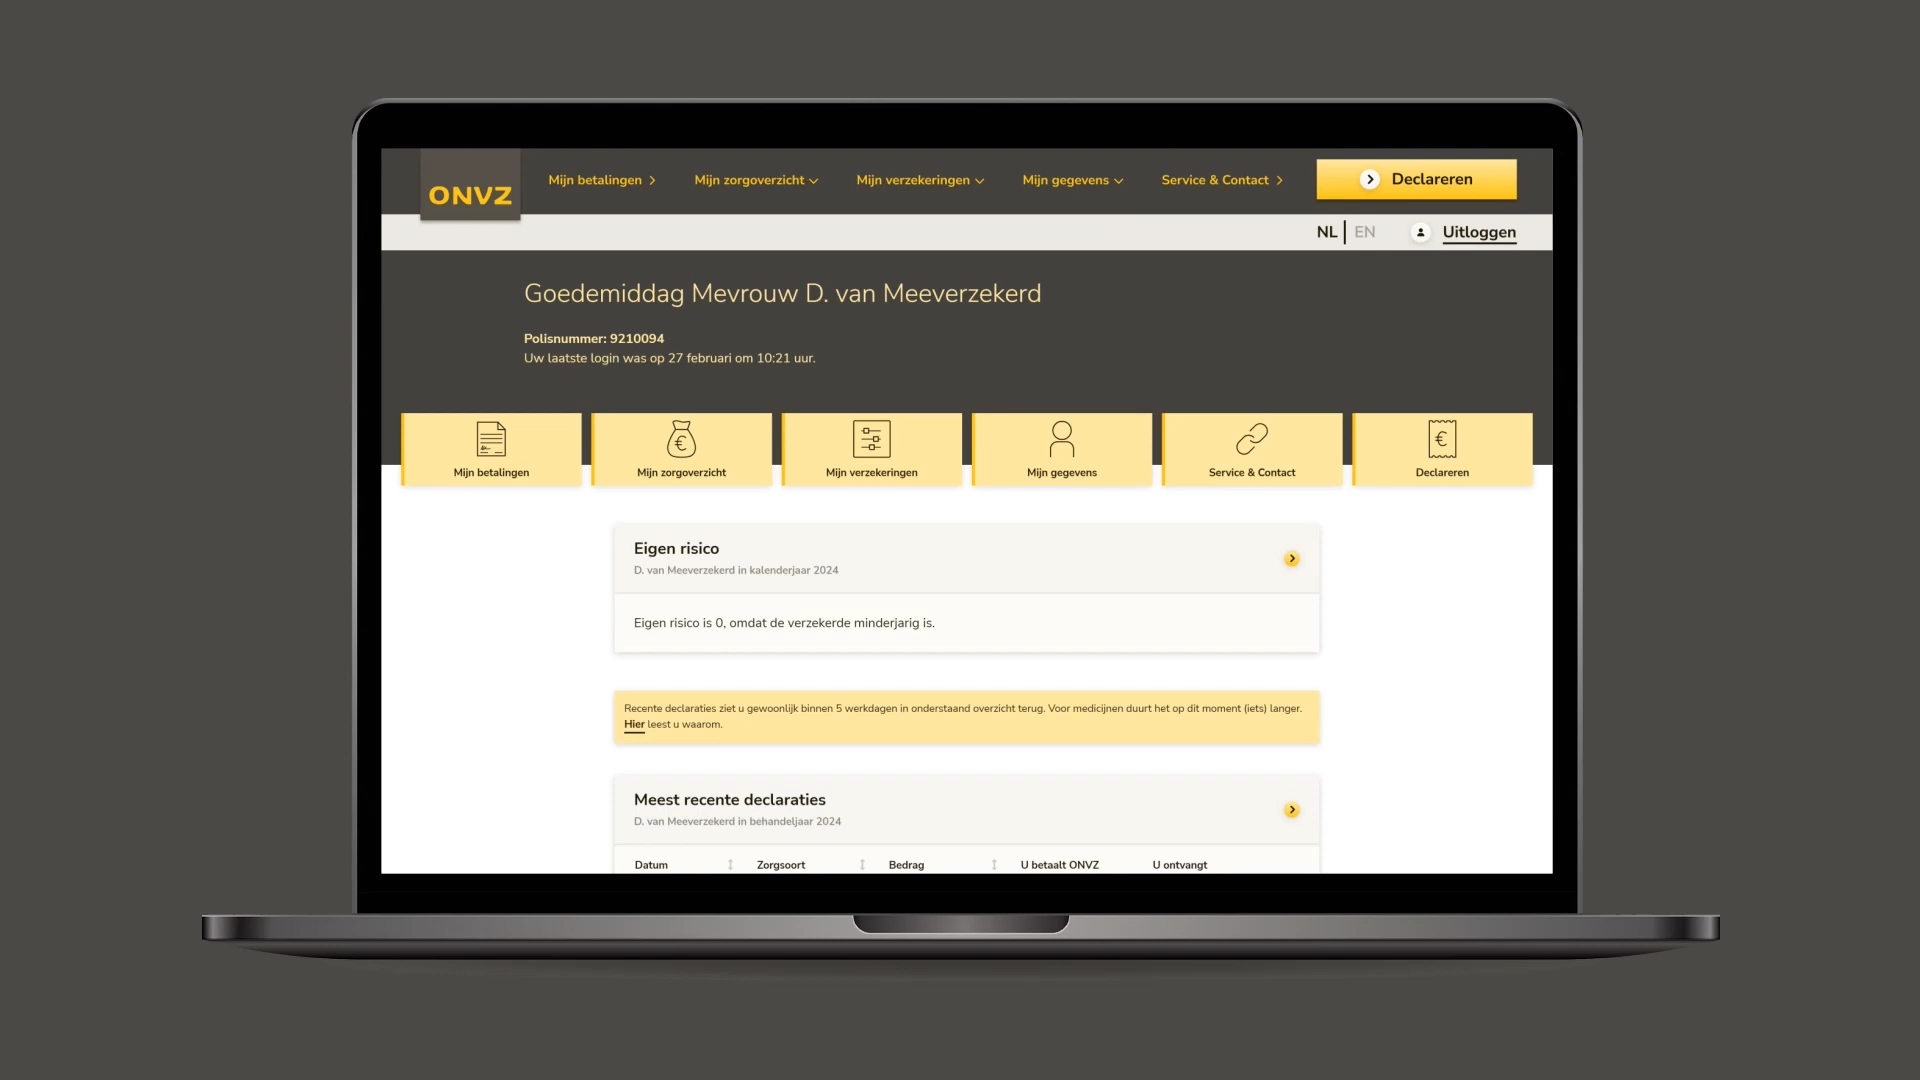 ONVZ
Mijn betalingen
Mijn zorgoverzicht
Mijn verzekeringen
Mijn gegevens
Service & Contact
Declareren
NL
EN
Uitloggen
Goedemiddag Mevrouw D. van Meeverzekerd
Polisnummer: 9210094
Uw laatste login was op 27 februari om 10:21 uur.
Mijn betalingen
Mijn zorgoverzicht
Mijn verzekeringen
Mijn gegevens
Service & Contact
Declareren
Eigen risico
D. van Meeverzekerd in kalenderjaar 2024
Eigen risico is 0, omdat de verzekerde minderjarig is.
Recente declaraties ziet u gewoonlijk binnen 5 werkdagen in onderstaand overzicht terug. Voor medicijnen duurt het op dit moment (iets) langer.
Hier leest u waarom.
Meest recente declaraties
D. van Meeverzekerd in behandeljaar 2024
Datum
Zorgsoort
Bedrag
U betaalt ONVZ
U ontvangt